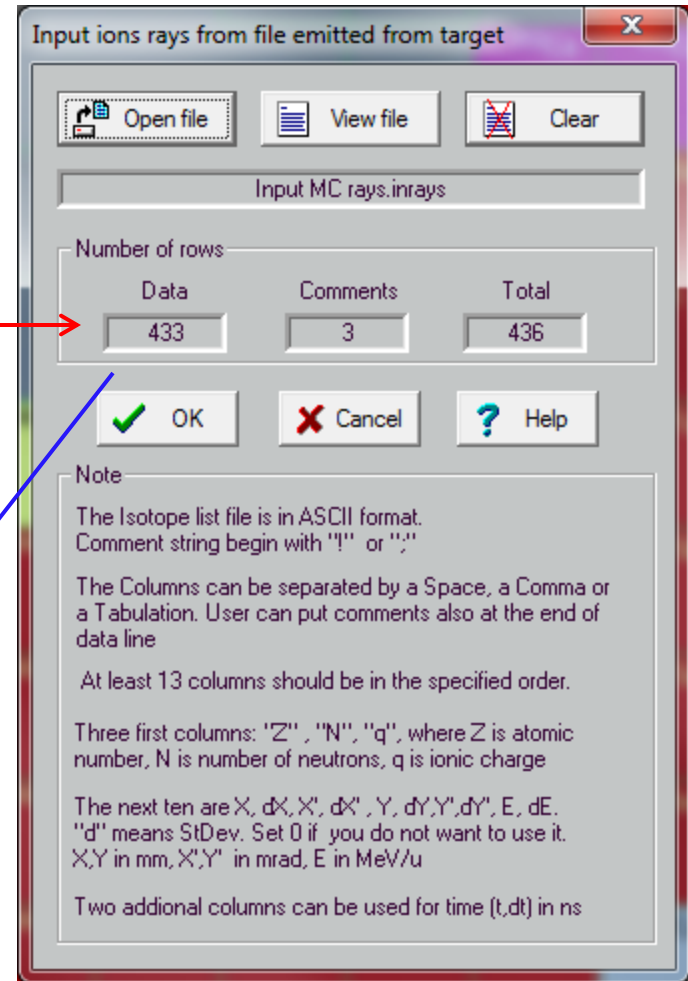 Input ions rays from file emitted from target
x
Open file View file Clear
Input MC rays.inrays
Number of rows
Data Comments Total
433 3 436
OK Cancel ? Help
Note
The Isotope list file is in ASCII format.
Comment string begin with "!" or ";"
The Columns can be separated by a Space, a Comma or
a Tabulation. User can put comments also at the end of
data line
At least 13 columns should be in the specified order.
Three first columns: "Z" , "N", "q", where Z is atomic
number, N is number of neutrons, q is ionic charge
The next ten are X, dX, X', dX' , Y, dY,Y',dY', E, dE.
"d" means StDev. Set 0 if you do not want to use it.
X,Y in mm, X',Y' in mrad, E in MeV/u
Two addional columns can be used for time (t,dt) in ns